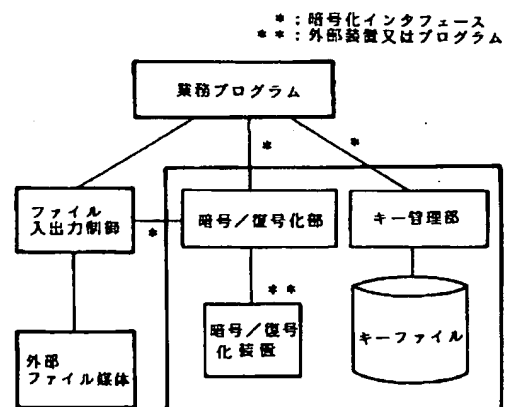 *：暗号化インタフェース
**：外部装置又はプログラム
業務プログラム
*
*
ファイル
入出力制御
*
暗号／復号化部
キー管理部
**
外部
ファイル媒体
暗号／復号
化装置
キーファイル